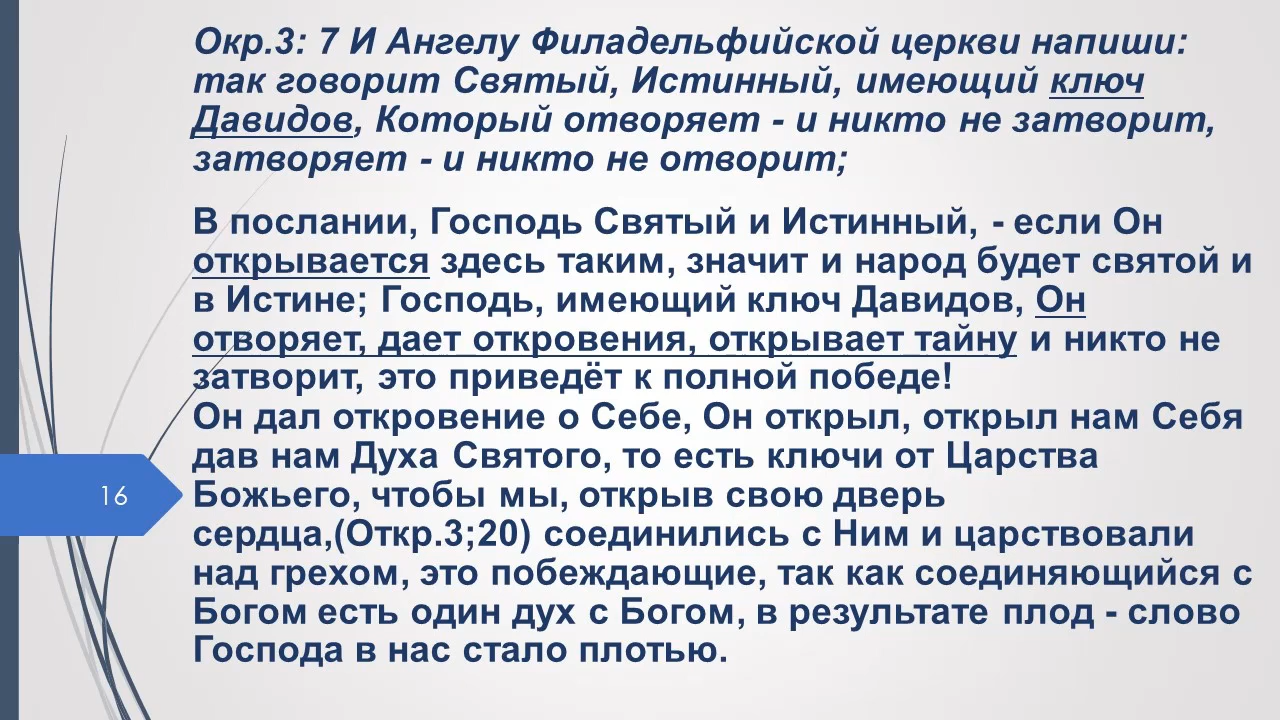 Окр.3: 7 И Ангелу Филадельфийской церкви напиши:
так говорит Святый, Истинный, имеющий ключ
Давидов, Который отворяет - и никто не затворит,
затворяет - и никто не отворит;
В послании, Господь Святый и Истинный, - если Он
открывается здесь таким, значит и народ будет святой и
в Истине; Господь, имеющий ключ Давидов, Он
отворяет, дает откровения, открывает тайну и никто не
затворит, это приведёт к полной победе!
Он дал откровение о Себе, Он открыл, открыл нам Себя
дав нам Духа Святого, то есть ключи от Царства
Божьего, чтобы мы, открыв свою дверь
сердца,(Откр.3;20) соединились с Ним и царствовали
над грехом, это побеждающие, так как соединяющийся с
Богом есть один дух с Богом, в результате плод - слово
Господа в нас стало плотью.
16